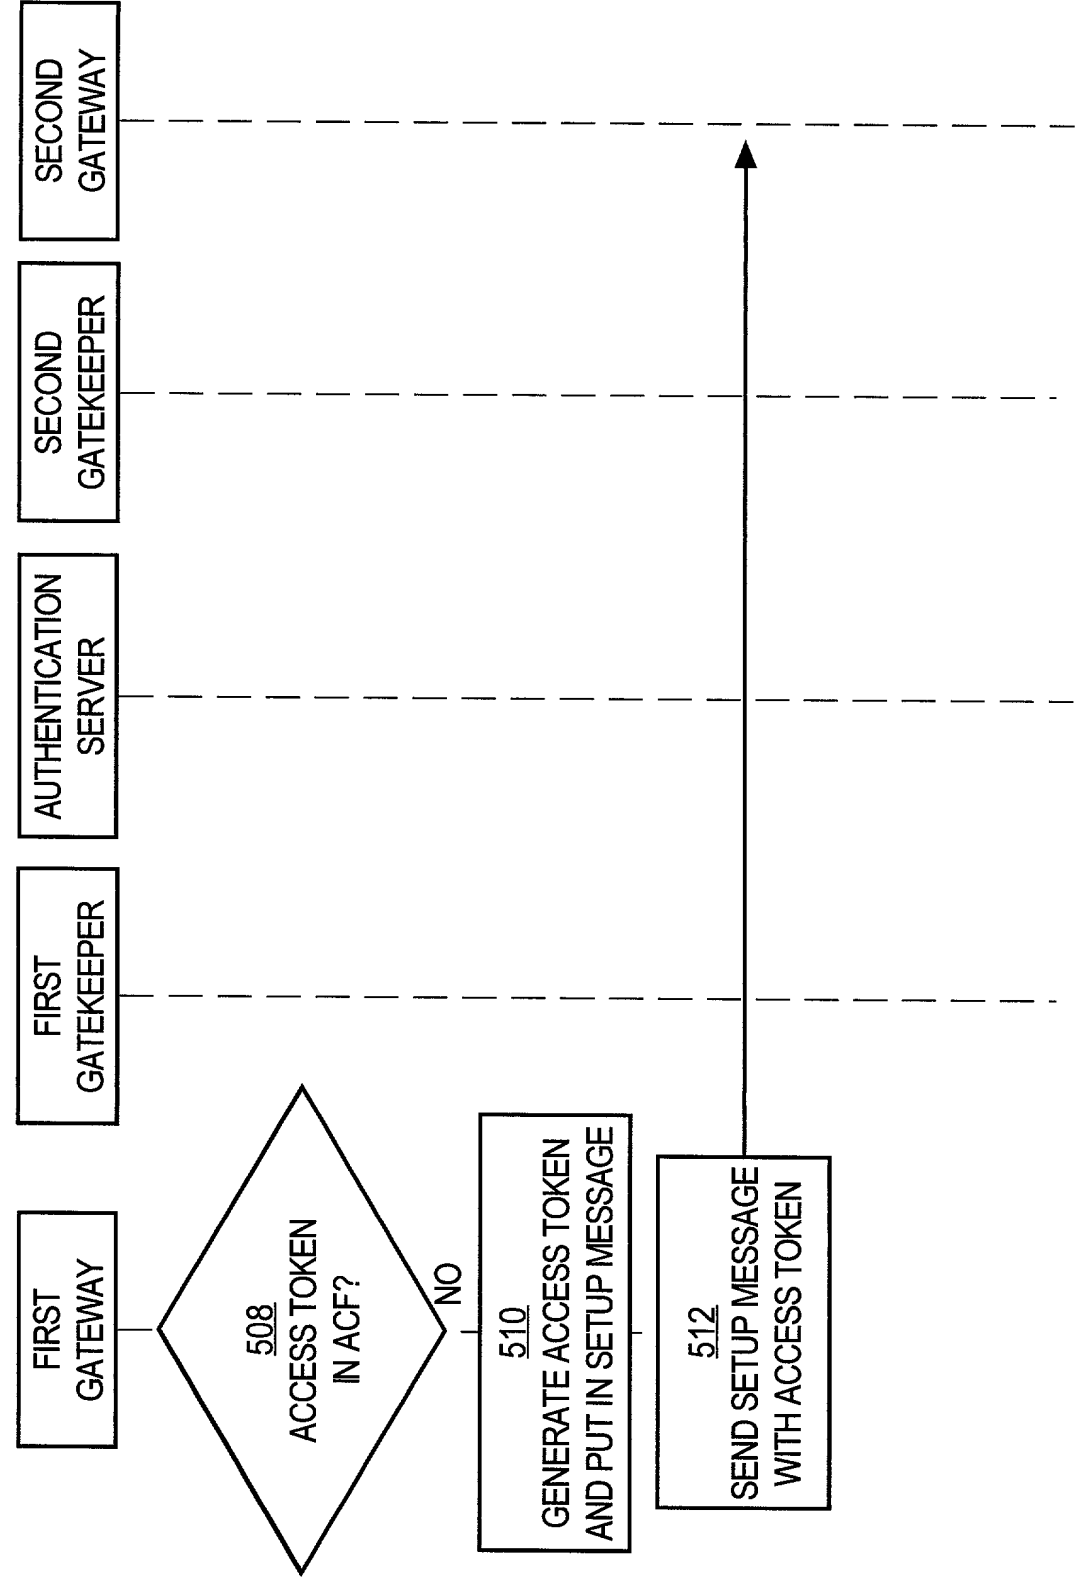 FIRST
GATEWAY
FIRST
GATEKEEPER
AUTHENTICATION
SERVER
SECOND
GATEKEEPER
SECOND
GATEWAY
508
ACCESS TOKEN
IN ACF?
NO
510
GENERATE ACCESS TOKEN
AND PUT IN SETUP MESSAGE
512
SEND SETUP MESSAGE
WITH ACCESS TOKEN